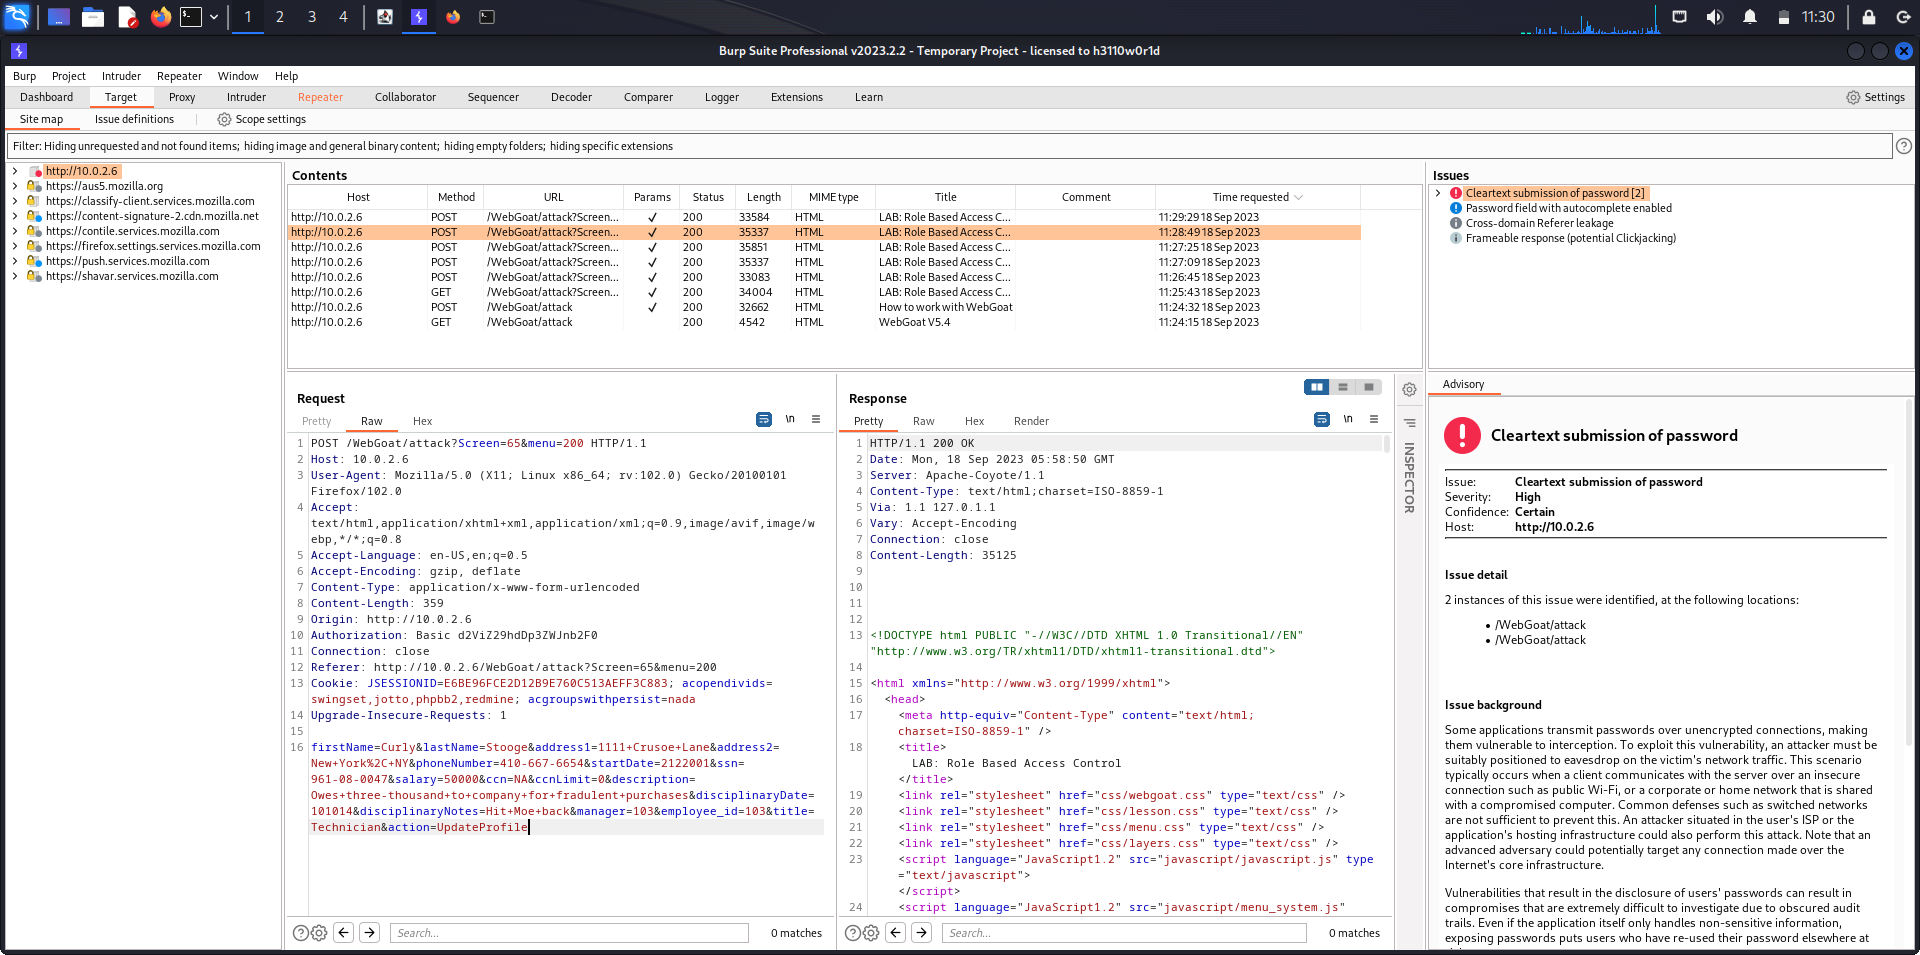 1 2 3 4 11:30
Burp Suite Professional v2023.2.2 - Temporary Project - licensed to h3110w0r1d
Burp Project Intruder Repeater Window Help
Dashboard Target Proxy Intruder Repeater Collaborator Sequencer Decoder Comparer Logger Extensions Learn Settings
Site map Issue definitions Scope settings
Filter: Hiding unrequested and not found items; hiding image and general binary content; hiding empty folders; hiding specific extensions
http://10.0.2.6
https://aus5.mozilla.org
https://classify-client.services.mozilla.com
https://content-signature-2.cdn.mozilla.net
https://contile.services.mozilla.com
https://firefox.settings.services.mozilla.com
https://push.services.mozilla.com
https://shavar.services.mozilla.com
Contents
Host Method URL Params Status Length MIME type Title Comment Time requested
http://10.0.2.6 POST /WebGoat/attack?Screen... ✓ 200 33584 HTML LAB: Role Based Access C... 11:29:29 18 Sep 2023
http://10.0.2.6 POST /WebGoat/attack?Screen... ✓ 200 35337 HTML LAB: Role Based Access C... 11:28:49 18 Sep 2023
http://10.0.2.6 POST /WebGoat/attack?Screen... ✓ 200 35851 HTML LAB: Role Based Access C... 11:27:25 18 Sep 2023
http://10.0.2.6 POST /WebGoat/attack?Screen... ✓ 200 35337 HTML LAB: Role Based Access C... 11:27:09 18 Sep 2023
http://10.0.2.6 POST /WebGoat/attack?Screen... ✓ 200 33083 HTML LAB: Role Based Access C... 11:26:45 18 Sep 2023
http://10.0.2.6 GET /WebGoat/attack?Screen... ✓ 200 34004 HTML LAB: Role Based Access C... 11:25:43 18 Sep 2023
http://10.0.2.6 POST /WebGoat/attack ✓ 200 32662 HTML How to work with WebGoat 11:24:32 18 Sep 2023
http://10.0.2.6 GET /WebGoat/attack 200 4542 HTML WebGoat V5.4 11:24:15 18 Sep 2023
Request
Pretty Raw Hex \n
1 POST /WebGoat/attack?Screen=65&menu=200 HTTP/1.1
2 Host: 10.0.2.6
3 User-Agent: Mozilla/5.0 (X11; Linux x86_64; rv:102.0) Gecko/20100101
Firefox/102.0
4 Accept:
text/html,application/xhtml+xml,application/xml;q=0.9,image/avif,image/w
ebp,*/*;q=0.8
5 Accept-Language: en-US,en;q=0.5
6 Accept-Encoding: gzip, deflate
7 Content-Type: application/x-www-form-urlencoded
8 Content-Length: 359
9 Origin: http://10.0.2.6
10 Authorization: Basic d2ViZ29hdDp3ZWJnb2F0
11 Connection: close
12 Referer: http://10.0.2.6/WebGoat/attack?Screen=65&menu=200
13 Cookie: JSESSIONID=E6BE96FCE2D12B9E760C513AEFF3C883; acopendivids=
swingset,jotto,phpbb2,redmine; acgroupswithpersist=nada
14 Upgrade-Insecure-Requests: 1
15
16 firstName=Curly&lastName=Stooge&address1=1111+Crusoe+Lane&address2=
New+York%2C+NY&phoneNumber=410-667-6654&startDate=2122001&ssn=
961-08-0047&salary=50000&ccn=NA&ccnLimit=0&description=
Owes+three-thousand+to+company+for+fradulent+purchases&disciplinaryDate=
101014&disciplinaryNotes=Hit+Moe+back&manager=103&employee_id=103&title=
Technician&action=UpdateProfile
Search... 0 matches
Response
Pretty Raw Hex Render \n
1 HTTP/1.1 200 OK
2 Date: Mon, 18 Sep 2023 05:58:50 GMT
3 Server: Apache-Coyote/1.1
4 Content-Type: text/html;charset=ISO-8859-1
5 Via: 1.1 127.0.1.1
6 Vary: Accept-Encoding
7 Connection: close
8 Content-Length: 35125
9
10
11
12
13 <!DOCTYPE html PUBLIC "-//W3C//DTD XHTML 1.0 Transitional//EN"
"http://www.w3.org/TR/xhtml1/DTD/xhtml1-transitional.dtd">
14
15 <html xmlns="http://www.w3.org/1999/xhtml">
16 <head>
17 <meta http-equiv="Content-Type" content="text/html;
charset=ISO-8859-1" />
18 <title>
LAB: Role Based Access Control
</title>
19 <link rel="stylesheet" href="css/webgoat.css" type="text/css" />
20 <link rel="stylesheet" href="css/lesson.css" type="text/css" />
21 <link rel="stylesheet" href="css/menu.css" type="text/css" />
22 <link rel="stylesheet" href="css/layers.css" type="text/css" />
23 <script language="JavaScript1.2" src="javascript/javascript.js" type
="text/javascript">
</script>
24 <script language="JavaScript1.2" src="javascript/menu_system.js"
Search... 0 matches
INSPECTOR
Issues
Cleartext submission of password [2]
Password field with autocomplete enabled
Cross-domain Referer leakage
Frameable response (potential Clickjacking)
Advisory
Cleartext submission of password
Issue: Cleartext submission of password
Severity: High
Confidence: Certain
Host: http://10.0.2.6
Issue detail
2 instances of this issue were identified, at the following locations:
• /WebGoat/attack
• /WebGoat/attack
Issue background
Some applications transmit passwords over unencrypted connections, making
them vulnerable to interception. To exploit this vulnerability, an attacker must be
suitably positioned to eavesdrop on the victim's network traffic. This scenario
typically occurs when a client communicates with the server over an insecure
connection such as public Wi-Fi, or a corporate or home network that is shared
with a compromised computer. Common defenses such as switched networks
are not sufficient to prevent this. An attacker situated in the user's ISP or the
application's hosting infrastructure could also perform this attack. Note that an
advanced adversary could potentially target any connection made over the
Internet's core infrastructure.
Vulnerabilities that result in the disclosure of users' passwords can result in
compromises that are extremely difficult to investigate due to obscured audit
trails. Even if the application itself only handles non-sensitive information,
exposing passwords puts users who have re-used their password elsewhere at